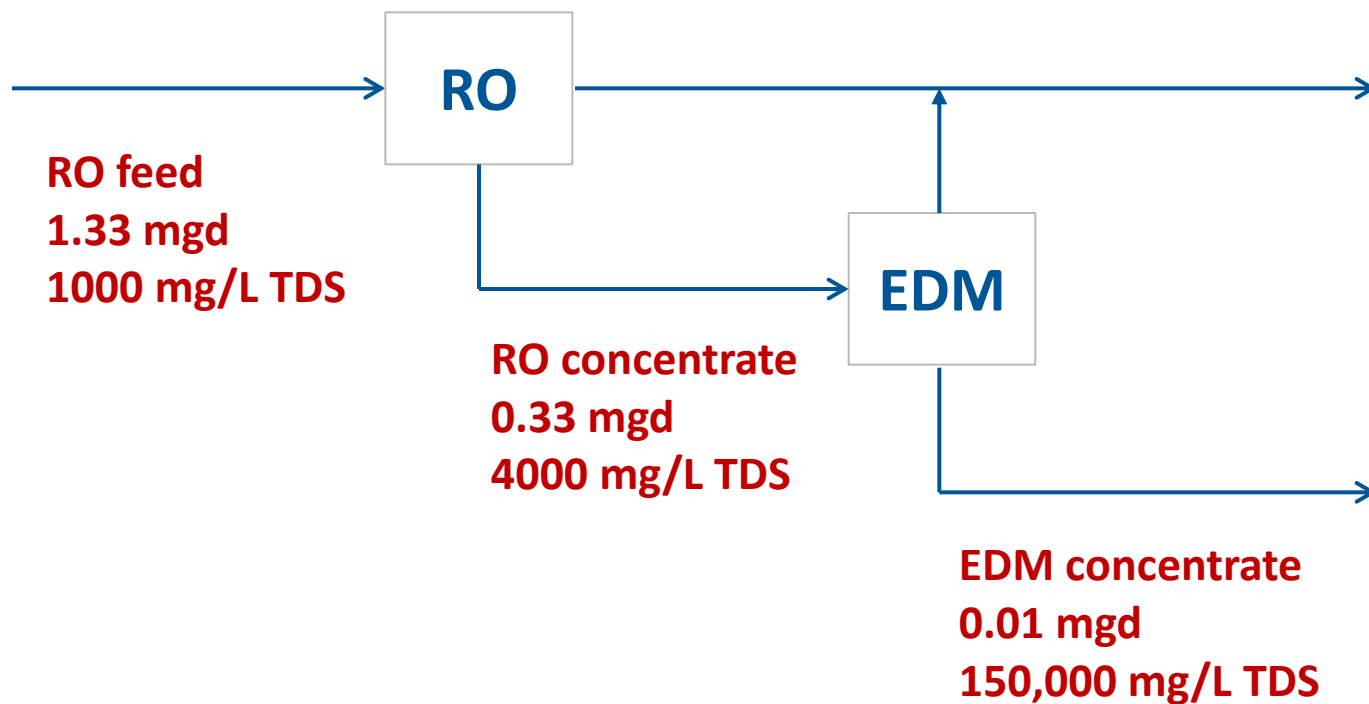 RO
RO feed
1.33 mgd
1000 mg/L TDS
EDM
RO concentrate
0.33 mgd
4000 mg/L TDS
EDM concentrate
0.01 mgd
150,000 mg/L TDS